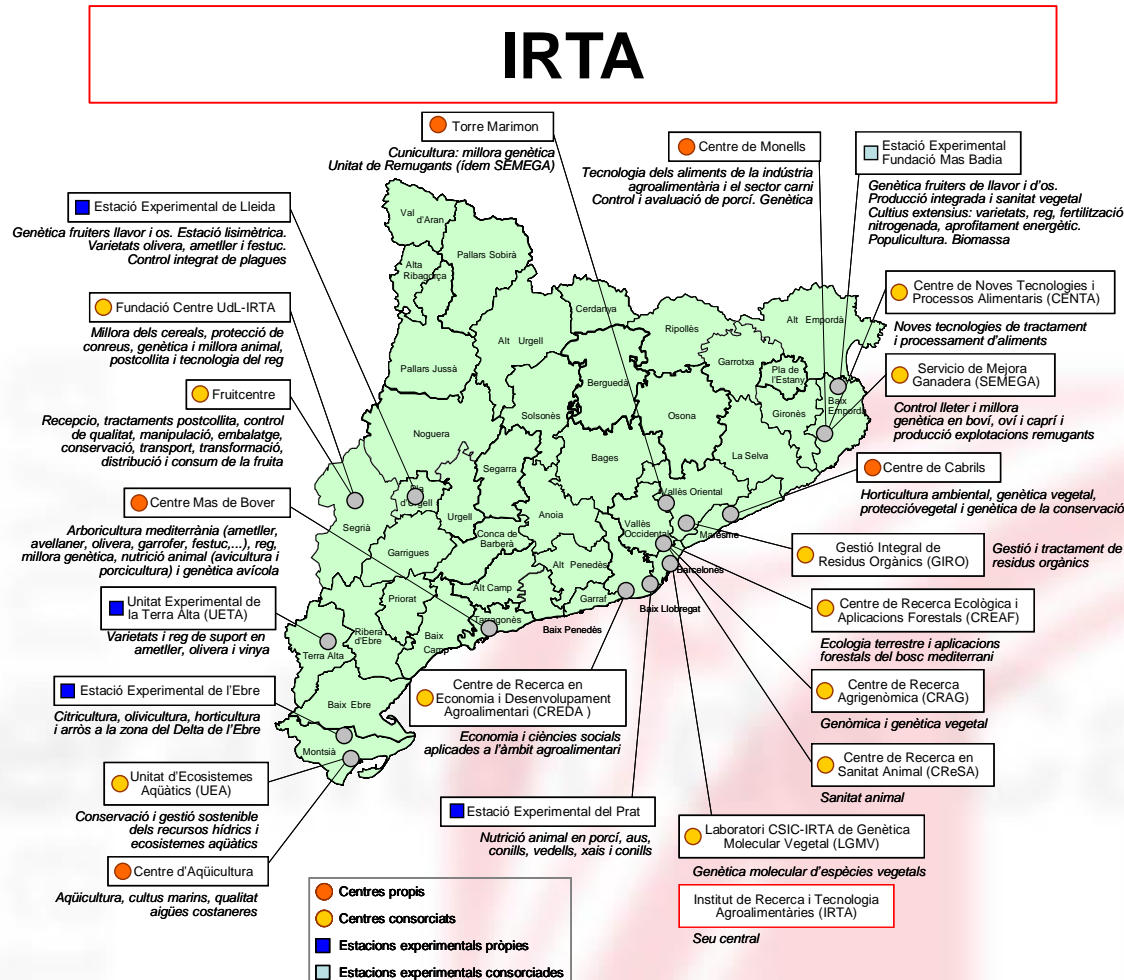 IRTA
Torre Marimon
Cunicultura: millora genètica
Unitat de Remugants (ídem SEMEGA)
Centre de Monells
Tecnologia dels aliments de la indústria
agroalimentària i el sector carni
Control i avaluació de porcí. Genètica
Estació Experimental
Fundació Mas Badia
Genètica fruiters de llavor i d'os.
Producció integrada i sanitat vegetal
Cultius extensius: varietats, reg, fertilització
nitrogenada, aprofitament energètic.
Populicultura. Biomassa
Estació Experimental de Lleida
Genètica fruiters llavor i os. Estació lisimètrica.
Varietats olivera, ametller i festuc.
Control integrat de plagues
Fundació Centre UdL-IRTA
Millora dels cereals, protecció de
conreus, genètica i millora animal,
postcollita i tecnologia del reg
Fruitcentre
Recepcio, tractaments postcollita, control
de qualitat, manipulació, embalatge,
conservació, transport, transformació,
distribució i consum de la fruita
Centre Mas de Bover
Arboricultura mediterrània (ametller,
avellaner, olivera, garrofer, festuc,...), reg,
millora genètica, nutrició animal (avicultura i
porcicultura) i genètica avícola
Unitat Experimental de
la Terra Alta (UETA)
Varietats i reg de suport en
ametller, olivera i vinya
Estació Experimental de l'Ebre
Citricultura, olivicultura, horticultura
i arròs a la zona del Delta de l'Ebre
Unitat d'Ecosistemes
Aqüàtics (UEA)
Conservació i gestió sostenible
dels recursos hídrics i
ecosistemes aqüàtics
Centre d'Aqüicultura
Aqüicultura, cultus marins, qualitat
aigües costaneres
Val
d'Aran
Pallars Sobirà
Alta
Ribagorça
Cerdanya
Alt Urgell
Ripollès
Alt Empordà
Garrotxa
Pallars Jussà
Berguedà
Pla de
l'Estany
Baix
Empordà
Solsonès
Osona
Gironès
Noguera
Bages
La Selva
Segarra
Pla
d'Urgell
Vallès Oriental
Segrià
Urgell
Anoia
Vallès
Occidental
Maresme
Conca de
Barberà
Garrigues
Alt Penedès
Barcelonès
Alt Camp
Priorat
Garraf
Baix Llobregat
Tarragonès
Baix Penedès
Ribera
d'Ebre
Baix
Camp
Terra Alta
Baix Ebre
Montsià
Centre de Noves Tecnologies i
Processos Alimentaris (CENTA)
Noves tecnologies de tractament
i processament d'aliments
Servicio de Mejora
Ganadera (SEMEGA)
Control lleter i millora
genètica en boví, oví i caprí i
producció explotacions remugants
Centre de Cabrils
Horticultura ambiental, genètica vegetal,
proteccióvegetal i genètica de la conservació
Gestió Integral de
Residus Orgànics (GIRO)
Gestió i tractament de
residus orgànics
Centre de Recerca Ecològica i
Aplicacions Forestals (CREAF)
Ecologia terrestre i aplicacions
forestals del bosc mediterrani
Centre de Recerca
Agrigenòmica (CRAG)
Genòmica i genètica vegetal
Centre de Recerca en
Sanitat Animal (CReSA)
Sanitat animal
Centre de Recerca en
Economia i Desenvolupament
Agroalimentari (CREDA )
Economia i ciències socials
aplicades a l'àmbit agroalimentari
Estació Experimental del Prat
Nutrició animal en porcí, aus,
conills, vedells, xais i conills
Laboratori CSIC-IRTA de Genètica
Molecular Vegetal (LGMV)
Genètica molecular d'espècies vegetals
Institut de Recerca i Tecnologia
Agroalimentàries (IRTA)
Seu central
Centres propis
Centres consorciats
Estacions experimentals pròpies
Estacions experimentals consorciades